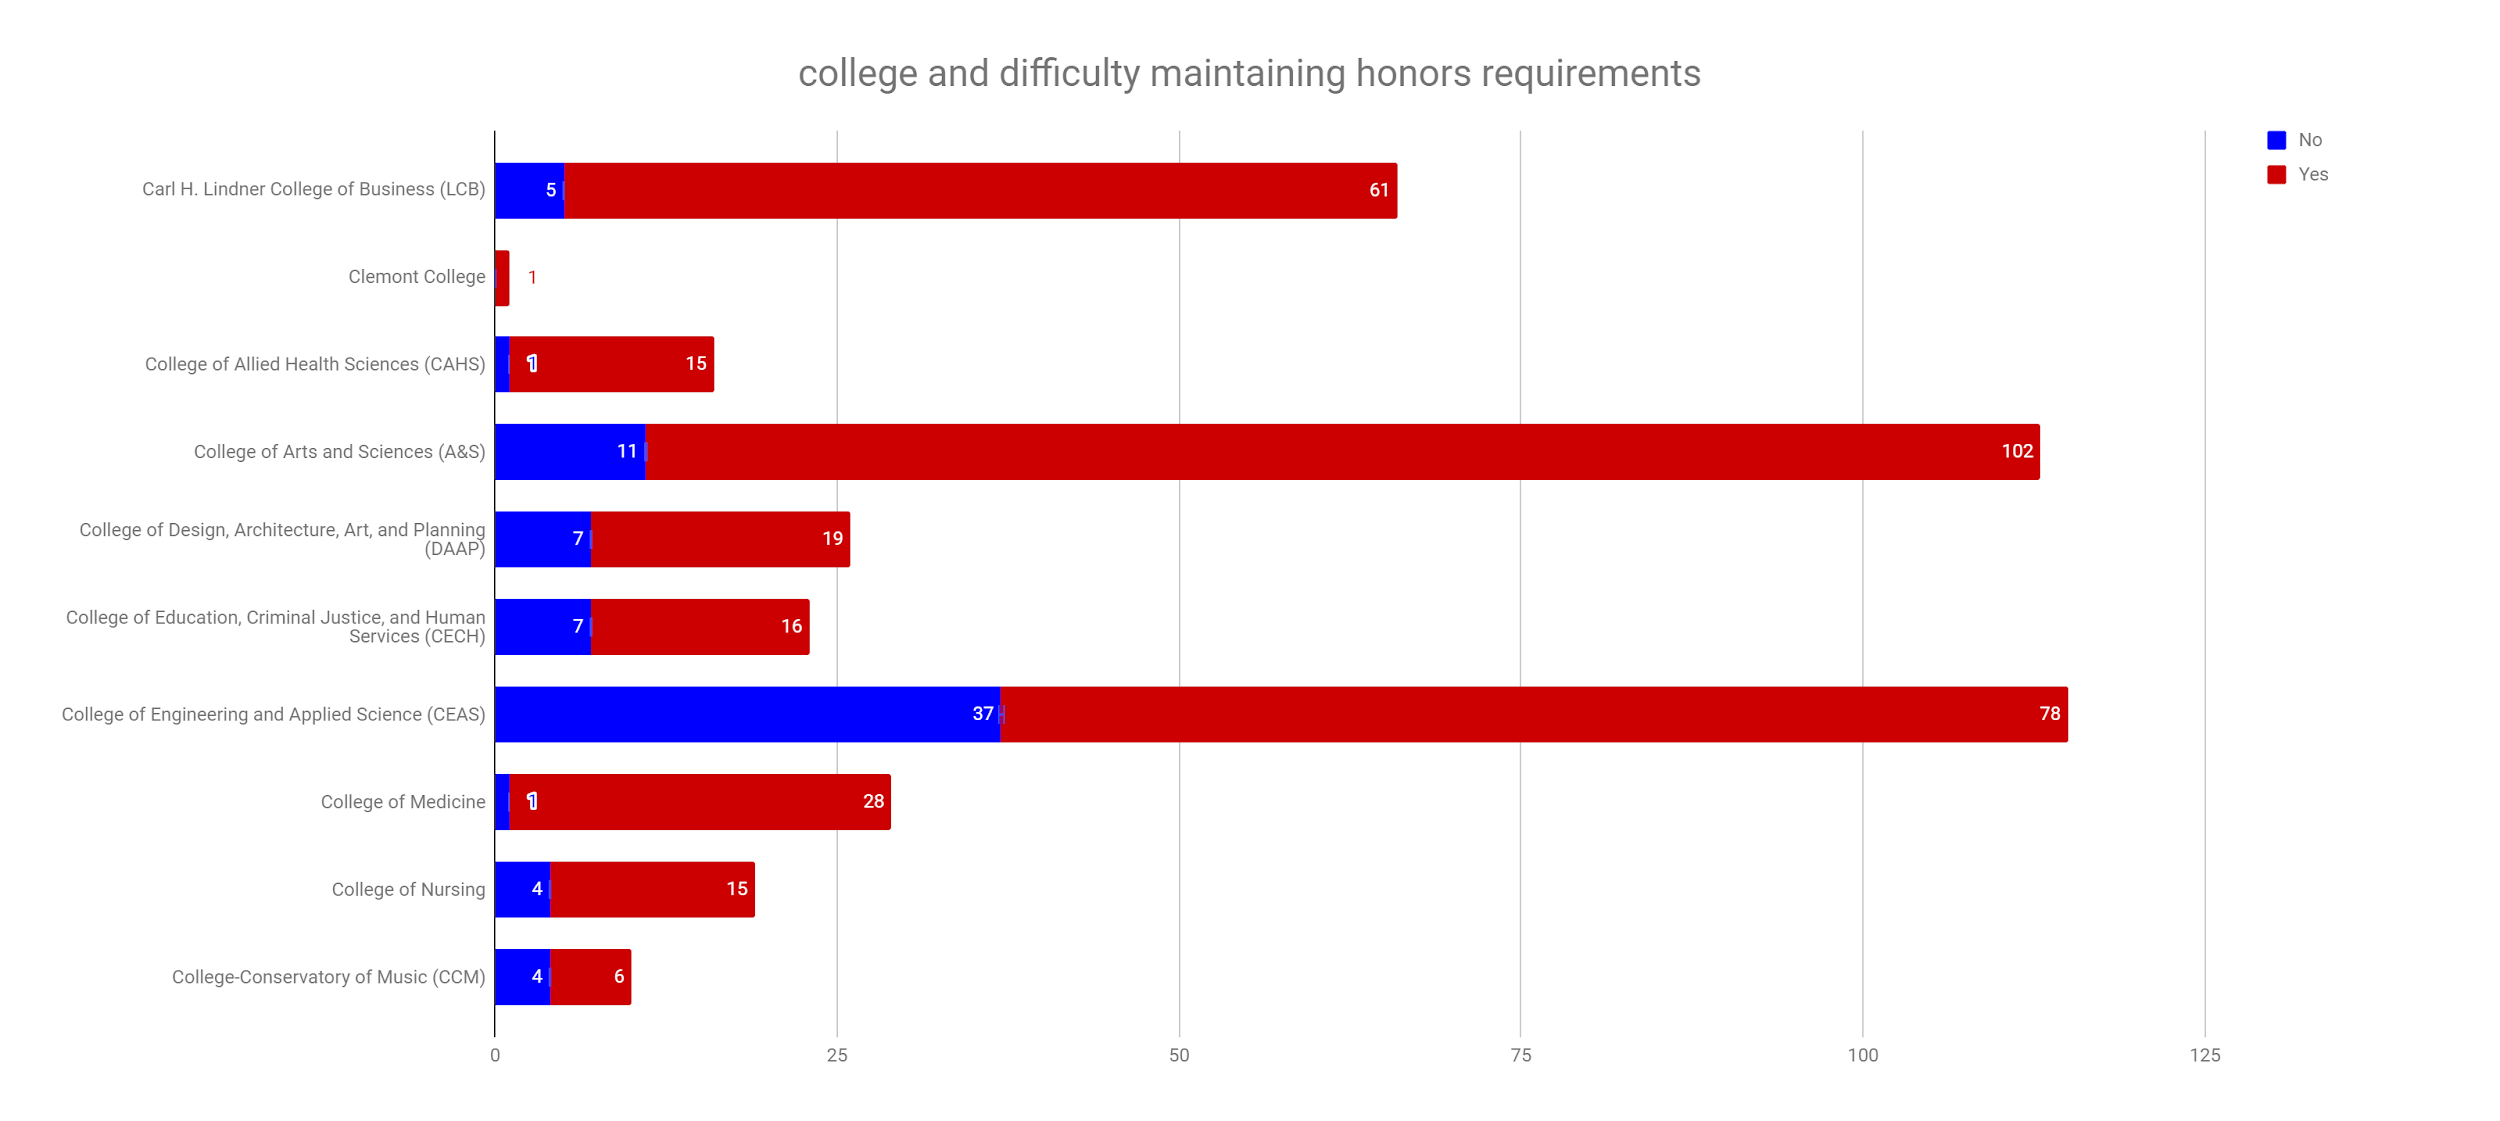 college and difficulty maintaining honors requirements
No
Yes
Carl H. Lindner College of Business (LCB)
5
61
Clemont College
1
College of Allied Health Sciences (CAHS)
1
15
College of Arts and Sciences (A&S)
11
102
College of Design, Architecture, Art, and Planning
(DAAP)
7
19
College of Education, Criminal Justice, and Human
Services (CECH)
7
16
College of Engineering and Applied Science (CEAS)
37
78
College of Medicine
1
28
College of Nursing
4
15
College-Conservatory of Music (CCM)
4
6
0
25
50
75
100
125